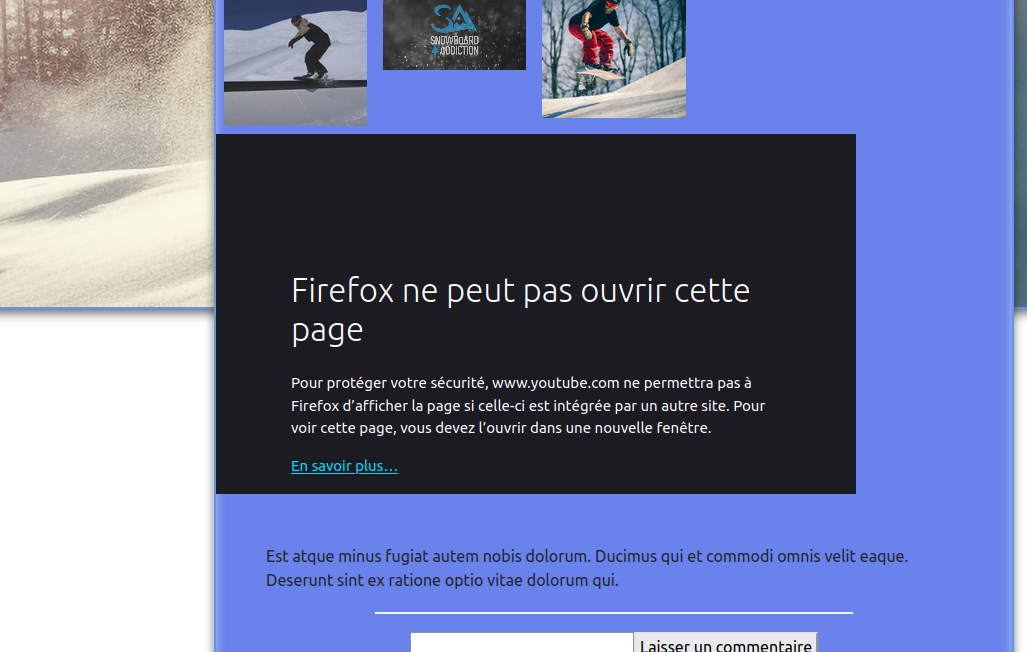 SA
SNOWBOARD
ADDICTION
Firefox ne peut pas ouvrir cette
page
Pour protéger votre sécurité, www.youtube.com ne permettra pas à
Firefox d’afficher la page si celle-ci est intégrée par un autre site. Pour
voir cette page, vous devez l’ouvrir dans une nouvelle fenêtre.
En savoir plus…
Est atque minus fugiat autem nobis dolorum. Ducimus qui et commodi omnis velit eaque.
Deserunt sint ex ratione optio vitae dolorum qui.
Laisser un commentaire